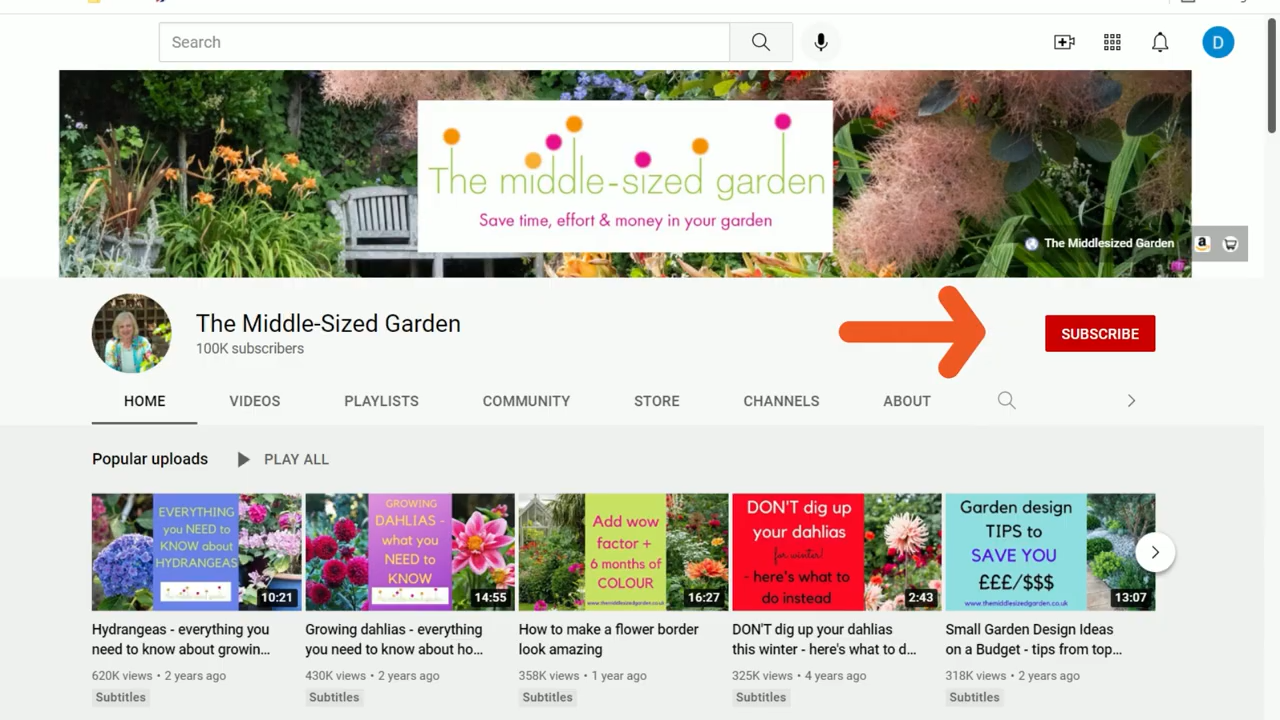 Search
D
The middle-sized garden
Save time, effort & money in your garden
The Middlesized Garden
The Middle-Sized Garden
100K subscribers
SUBSCRIBE
HOME
VIDEOS
PLAYLISTS
COMMUNITY
STORE
CHANNELS
ABOUT
Popular uploads
PLAY ALL
EVERYTHING
you NEED to
KNOW about
HYDRANGEAS
10:21
GROWING
DAHLIAS -
what you
NEED to
KNOW
14:55
Add wow
factor +
6 months of
COLOUR
www.themiddlesizedgarden.co.uk
16:27
DON'T dig up
your dahlias
for winter!
- here's what to
do instead
2:43
Garden design
TIPS to
SAVE YOU
£££/$$$
www.themiddlesizedgarden.co.uk
13:07
Hydrangeas - everything you
need to know about growin...
620K views • 2 years ago
Subtitles
Growing dahlias - everything
you need to know about ho...
430K views • 2 years ago
Subtitles
How to make a flower border
look amazing
358K views • 1 year ago
Subtitles
DON'T dig up your dahlias
this winter - here's what to d...
325K views • 4 years ago
Subtitles
Small Garden Design Ideas
on a Budget - tips from top...
318K views • 2 years ago
Subtitles